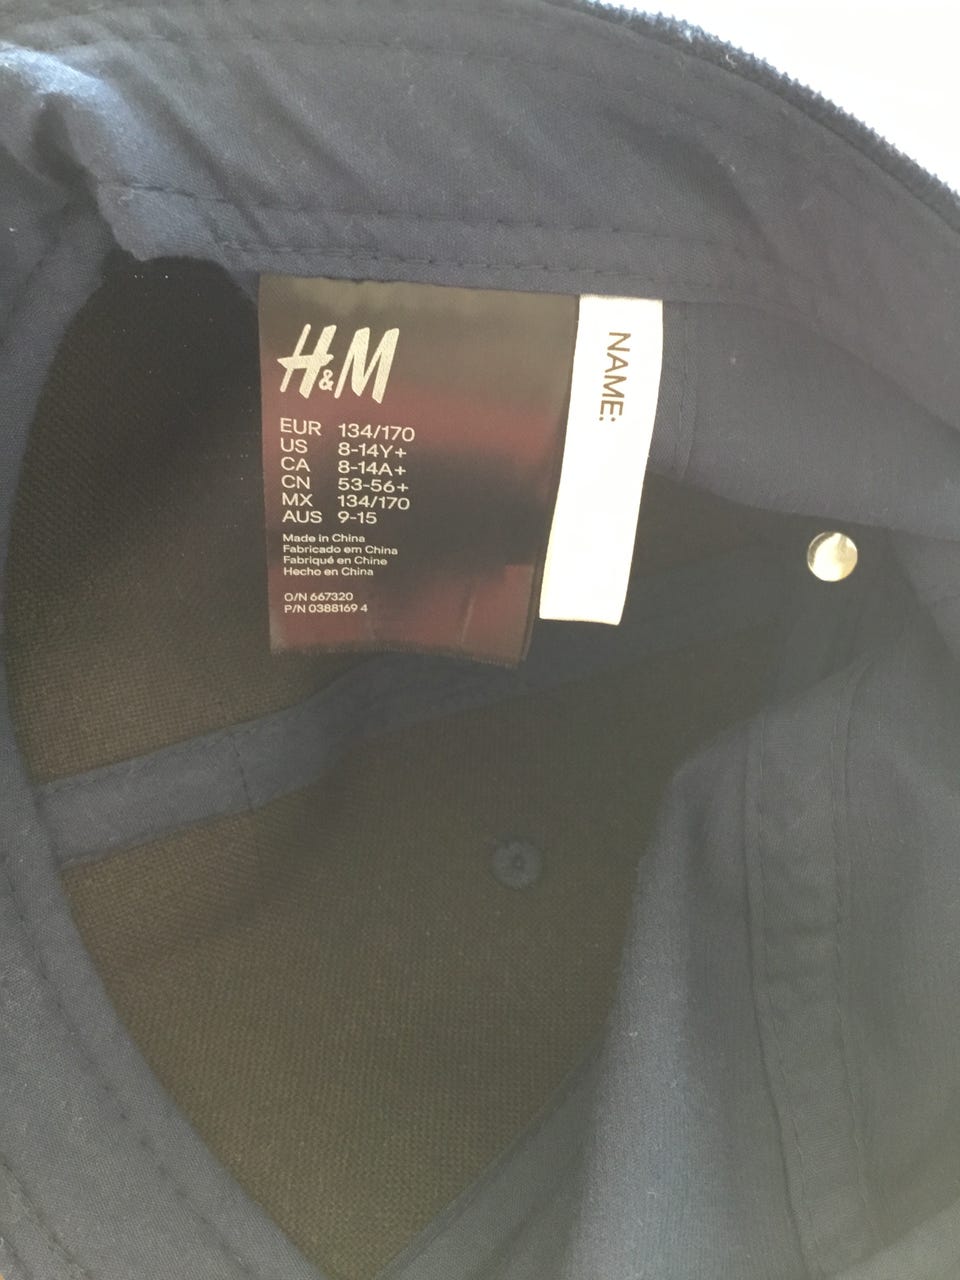 H&M
EUR 134/170
US 8-14Y+
CA 8-14A+
CN 53-56+
MX 134/170
AUS 9-15
Made in China
Fabricado em China
Fabriqué en Chine
Hecho en China
O/N 667320
P/N 0388169 4
NAME: